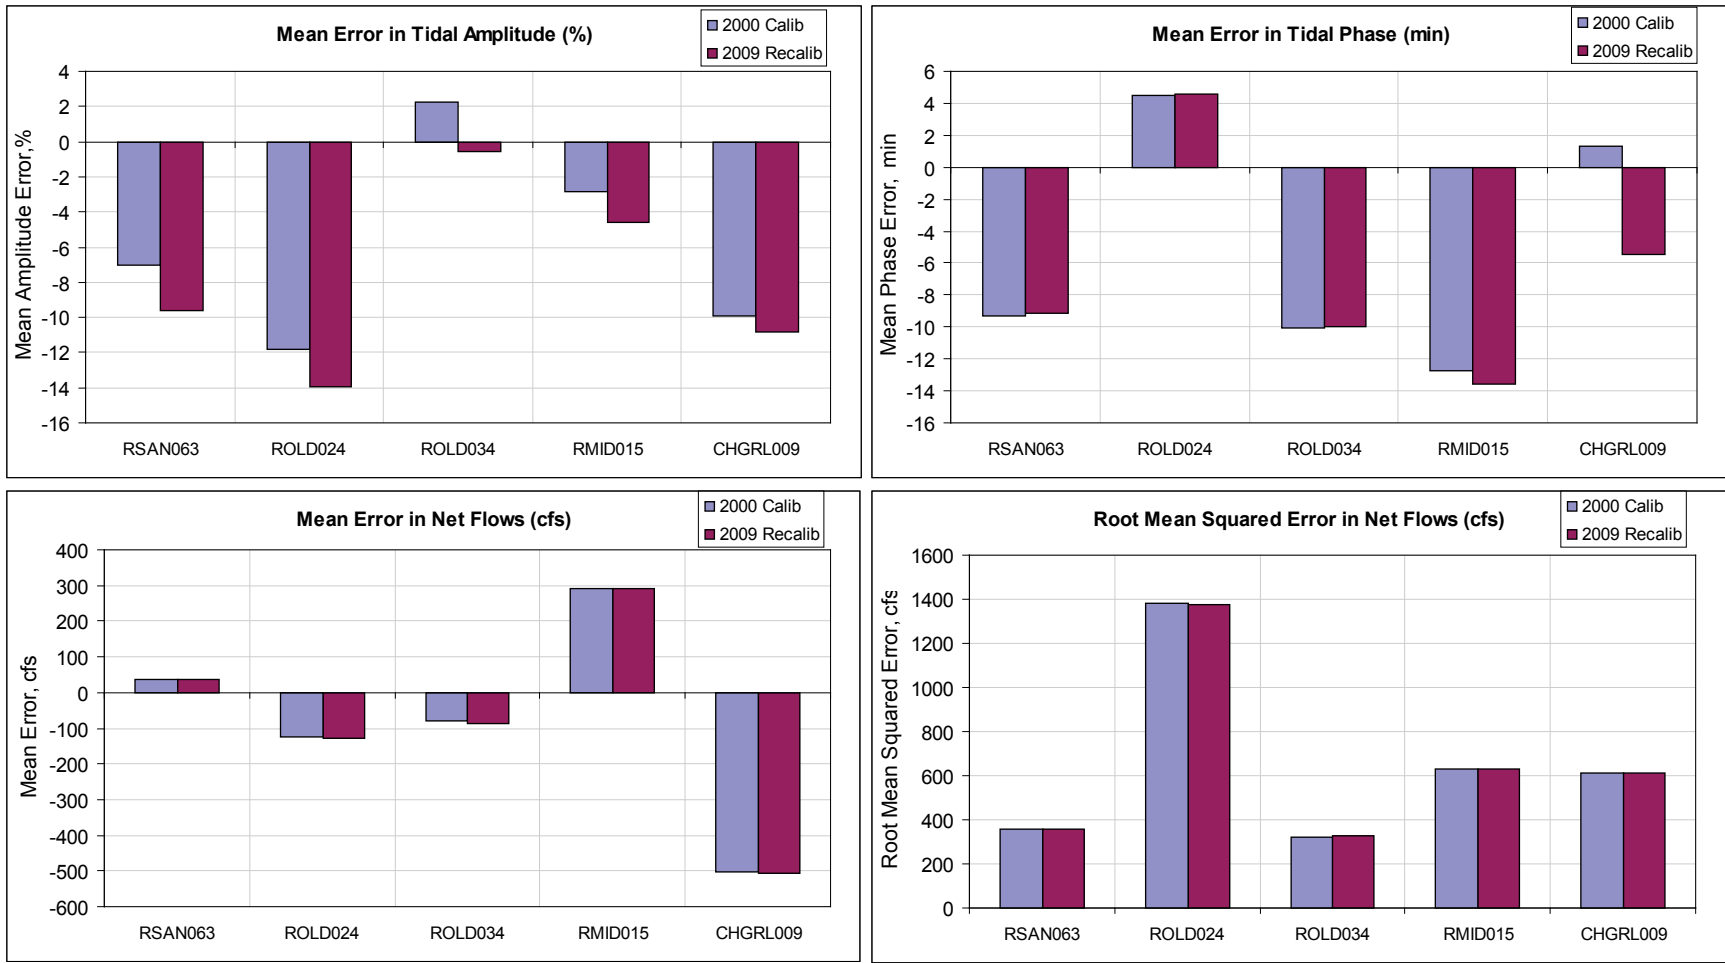 Mean Error in Tidal Amplitude (%)
2000 Calib
2009 Recalib
Mean Amplitude Error,%
4
2
0
-2
-4
-6
-8
-10
-12
-14
-16
RSAN063 ROLD024 ROLD034 RMID015 CHGRL009
Mean Error in Tidal Phase (min)
2000 Calib
2009 Recalib
Mean Phase Error, min
6
4
2
0
-2
-4
-6
-8
-10
-12
-14
-16
RSAN063 ROLD024 ROLD034 RMID015 CHGRL009
Mean Error in Net Flows (cfs)
2000 Calib
2009 Recalib
Mean Error, cfs
400
300
200
100
0
-100
-200
-300
-400
-500
-600
RSAN063 ROLD024 ROLD034 RMID015 CHGRL009
Root Mean Squared Error in Net Flows (cfs)
2000 Calib
2009 Recalib
Root Mean Squared Error, cfs
1600
1400
1200
1000
800
600
400
200
0
RSAN063 ROLD024 ROLD034 RMID015 CHGRL009